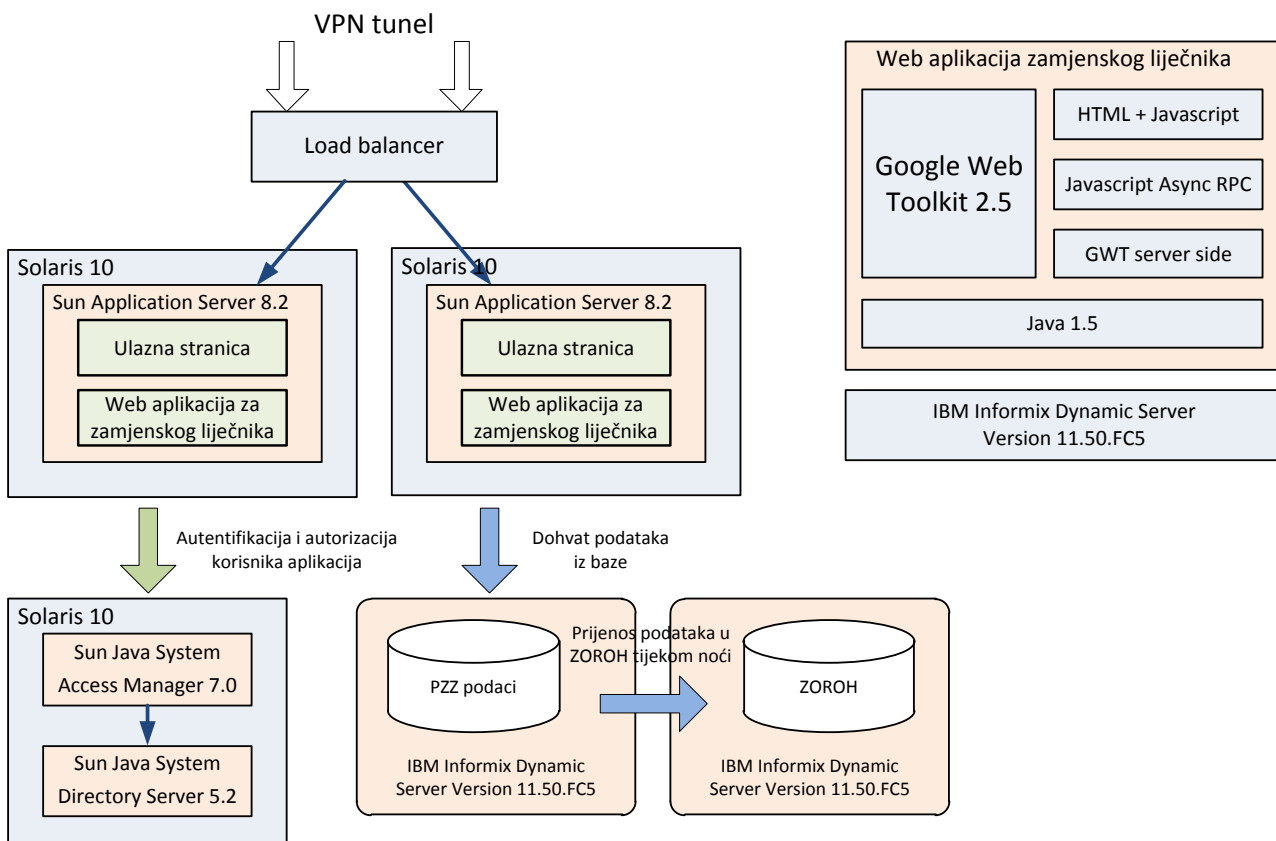 VPN tunel
Load balancer
Solaris 10
Sun Application Server 8.2
Ulazna stranica
Web aplikacija za
zamjenskog liječnika
Solaris 10
Sun Application Server 8.2
Ulazna stranica
Web aplikacija za
zamjenskog liječnika
Autentifikacija i autorizacija
korisnika aplikacija
Dohvat podataka
iz baze
Solaris 10
Sun Java System
Access Manager 7.0
Sun Java System
Directory Server 5.2
PZZ podaci
IBM Informix Dynamic
Server Version 11.50.FC5
Prijenos podataka u
ZOROH tijekom noći
ZOROH
IBM Informix Dynamic
Server Version 11.50.FC5
Web aplikacija zamjenskog liječnika
Google Web
Toolkit 2.5
HTML + Javascript
Javascript Async RPC
GWT server side
Java 1.5
IBM Informix Dynamic Server
Version 11.50.FC5